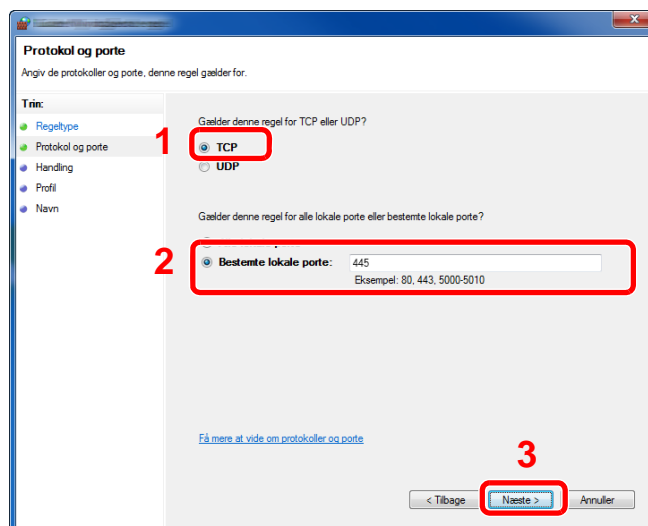 Protokol og porte
Angiv de protokoller og porte, denne regel gælder for.
Trin:
Regeltype
Protokol og porte
Handling
Profil
Navn
Gælder denne regel for TCP eller UDP?
1
TCP
UDP
Gælder denne regel for alle lokale porte eller bestemte lokale porte?
2
Bestemte lokale porte: 445
Eksempel: 80, 443, 5000-5010
Få mere at vide om protokoller og porte
3
< Tilbage Næste > Annuller